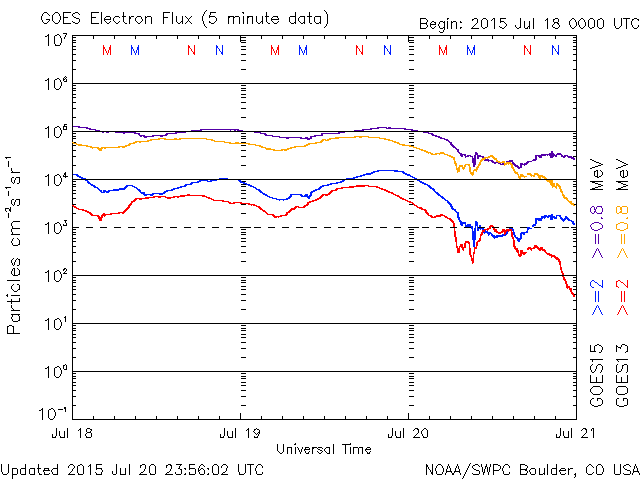 GOES Electron Flux (5 minute data)
Begin: 2015 Jul 18 0000 UTC
M M N N M M N N M M N N
10⁷
10⁶
10⁵
10⁴
10³
10²
10¹
10⁰
10⁻¹
Particles cm⁻²s⁻¹sr⁻¹
Jul 18 Jul 19 Jul 20 Jul 21
Universal Time
GOES15 >=2 >=0.8 MeV
GOES13 >=2 >=0.8 MeV
Updated 2015 Jul 20 23:56:02 UTC
NOAA/SWPC Boulder, CO USA